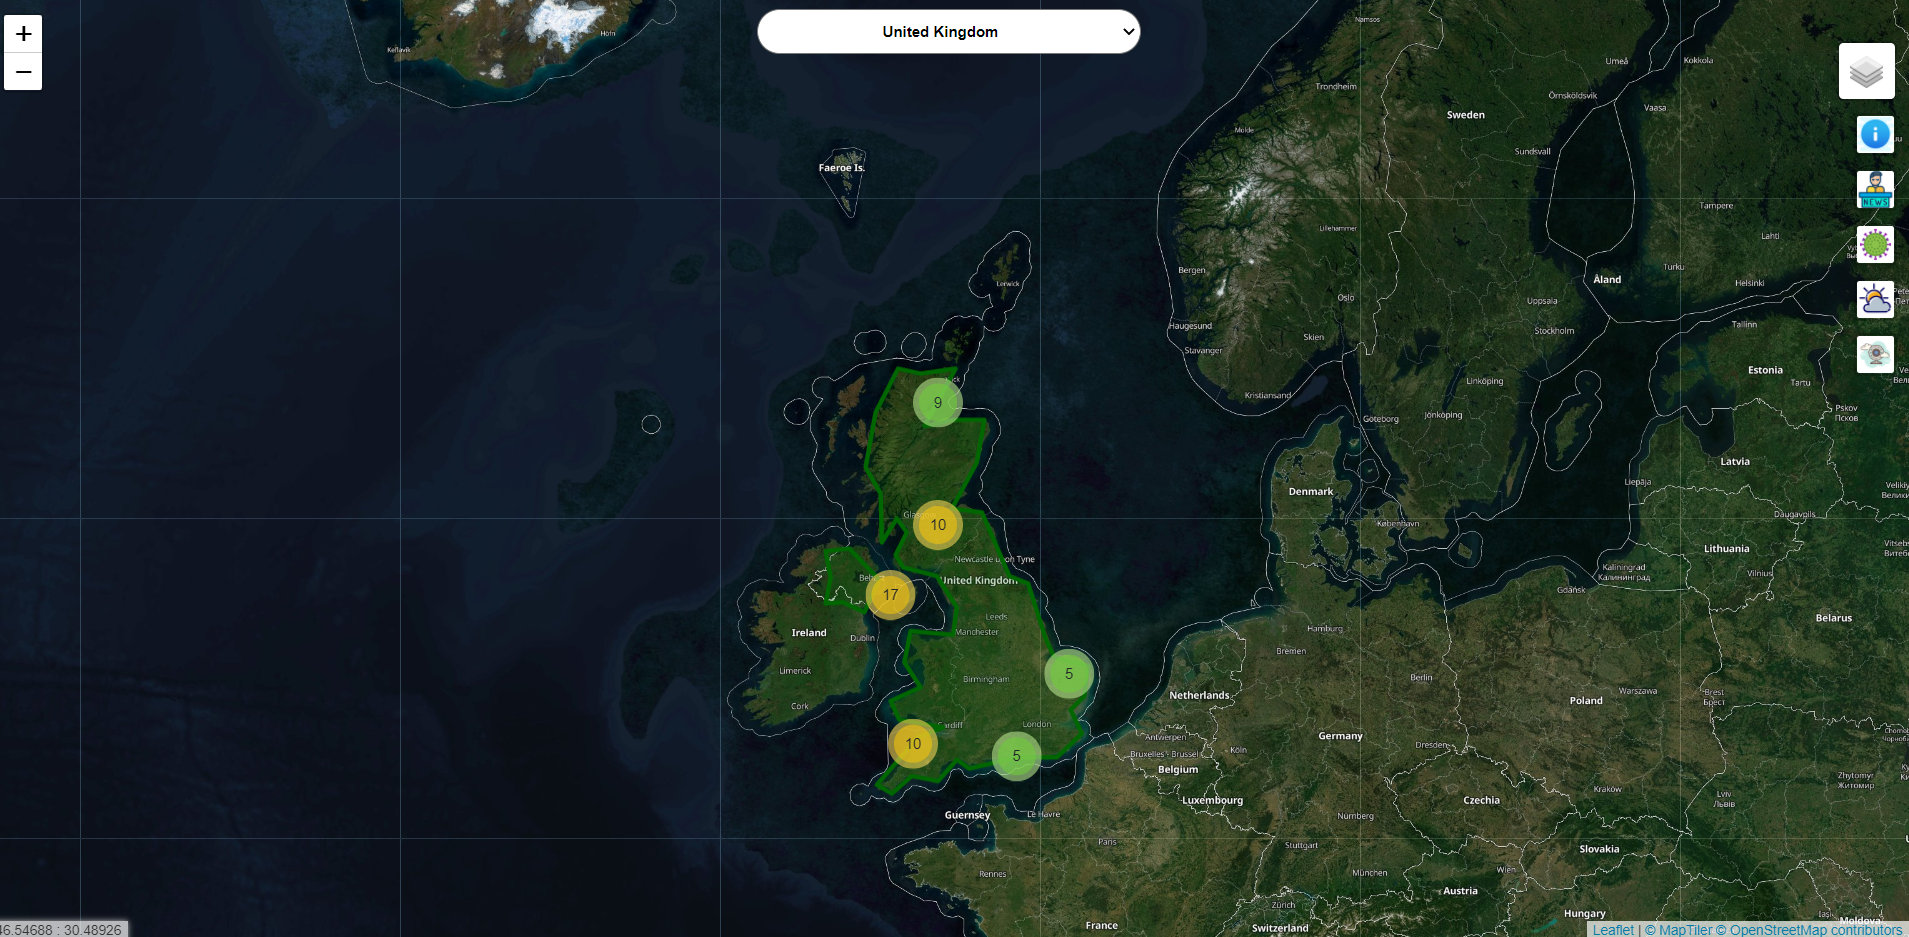 +
−
United Kingdom
Namsos
Höfn
Keflavík
Umeå
Kokkola
Trondheim
Örnsköldsvik
Vaasa
Sweden
Molde
Sundsvall
Faeroe Is.
NEWS
Tampere
Lillehammer
Lahti
Bergen
Turku
Åland
Helsinki
Lerwick
Oslo
Uppsala
Haugesund
Stockholm
Tallinn
Skien
Stavanger
Estonia
Linköping
Tartu
9
Kristiansand
Pskov
Псков
Göteborg
Jönköping
Latvia
Liepāja
Denmark
Daugavpils
10
København
Lithuania
Newcastle upon Tyne
Kaliningrad
Калининград
Vilnius
United Kingdom
Gdańsk
17
Leeds
Belarus
Ireland
Dublin
Manchester
Hamburg
Bremen
Limerick
Birmingham
5
Berlin
Netherlands
Warszawa
Brest
Брест
Poland
Cork
Cardiff
London
Antwerpen
Germany
10
5
Bruxelles - Brussel
Köln
Dresden
Belgium
Zhytomyr
Житомир
Luxembourg
Czechia
Kraków
Lviv
Львів
Guernsey
Le Havre
Nürnberg
Paris
Stuttgart
Slovakia
Rennes
München
Wien
Austria
Zürich
Hungary
Iași
Moldova
France
Switzerland
46.54688 : 30.48926
Leaflet | © MapTiler © OpenStreetMap contributors